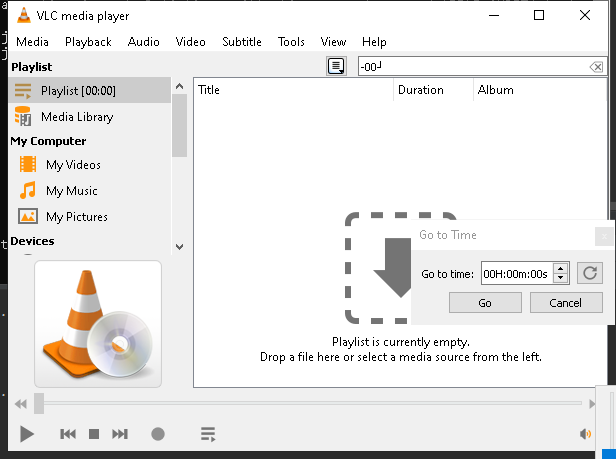 VLC media player
Media Playback Audio Video Subtitle Tools View Help
Playlist
-00┘
Playlist [00:00]
Title Duration Album
Media Library
My Computer
My Videos
My Music
My Pictures
Devices
Go to Time
Go to time: 00H:00m:00s
Go Cancel
Playlist is currently empty.
Drop a file here or select a media source from the left.